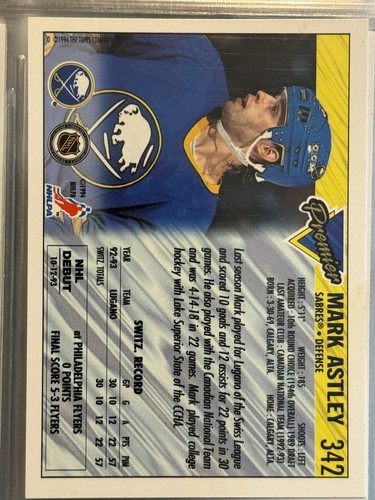 MARK ASTLEY 342
Premier
SABRES® • DEFENSE
HEIGHT: 5'11" WEIGHT: 185 SHOOTS: LEFT
ACQUIRED: 10th ROUND CHOICE (194th OVERALL) 1989 DRAFT
LAST AMATEUR CLUB: CANADIAN NATIONAL TEAM (1992-93)
BORN: 3-30-69, CALGARY, ALTA. HOME: CALGARY, ALTA.
Last season Mark played for Lugano of the Swiss League
and scored 10 goals and 12 assists for 22 points in 30
games. He also played with the Canadian National Team
and was 4-14-18 in 22 games. Mark played college
hockey with Lake Superior State of the CCHA.
SWITZ. RECORD
YEAR TEAM GP G A PTS PIM
92-93 LUGANO 30 10 12 22 57
SWITZ TOTALS 30 10 12 22 57
NHL
DEBUT
10-12-93
at PHILADELPHIA FLYERS
0 POINTS
FINAL SCORE 5-3 FLYERS
NHL
©1994
NHLPA
©1994 THE TOPPS COMPANY